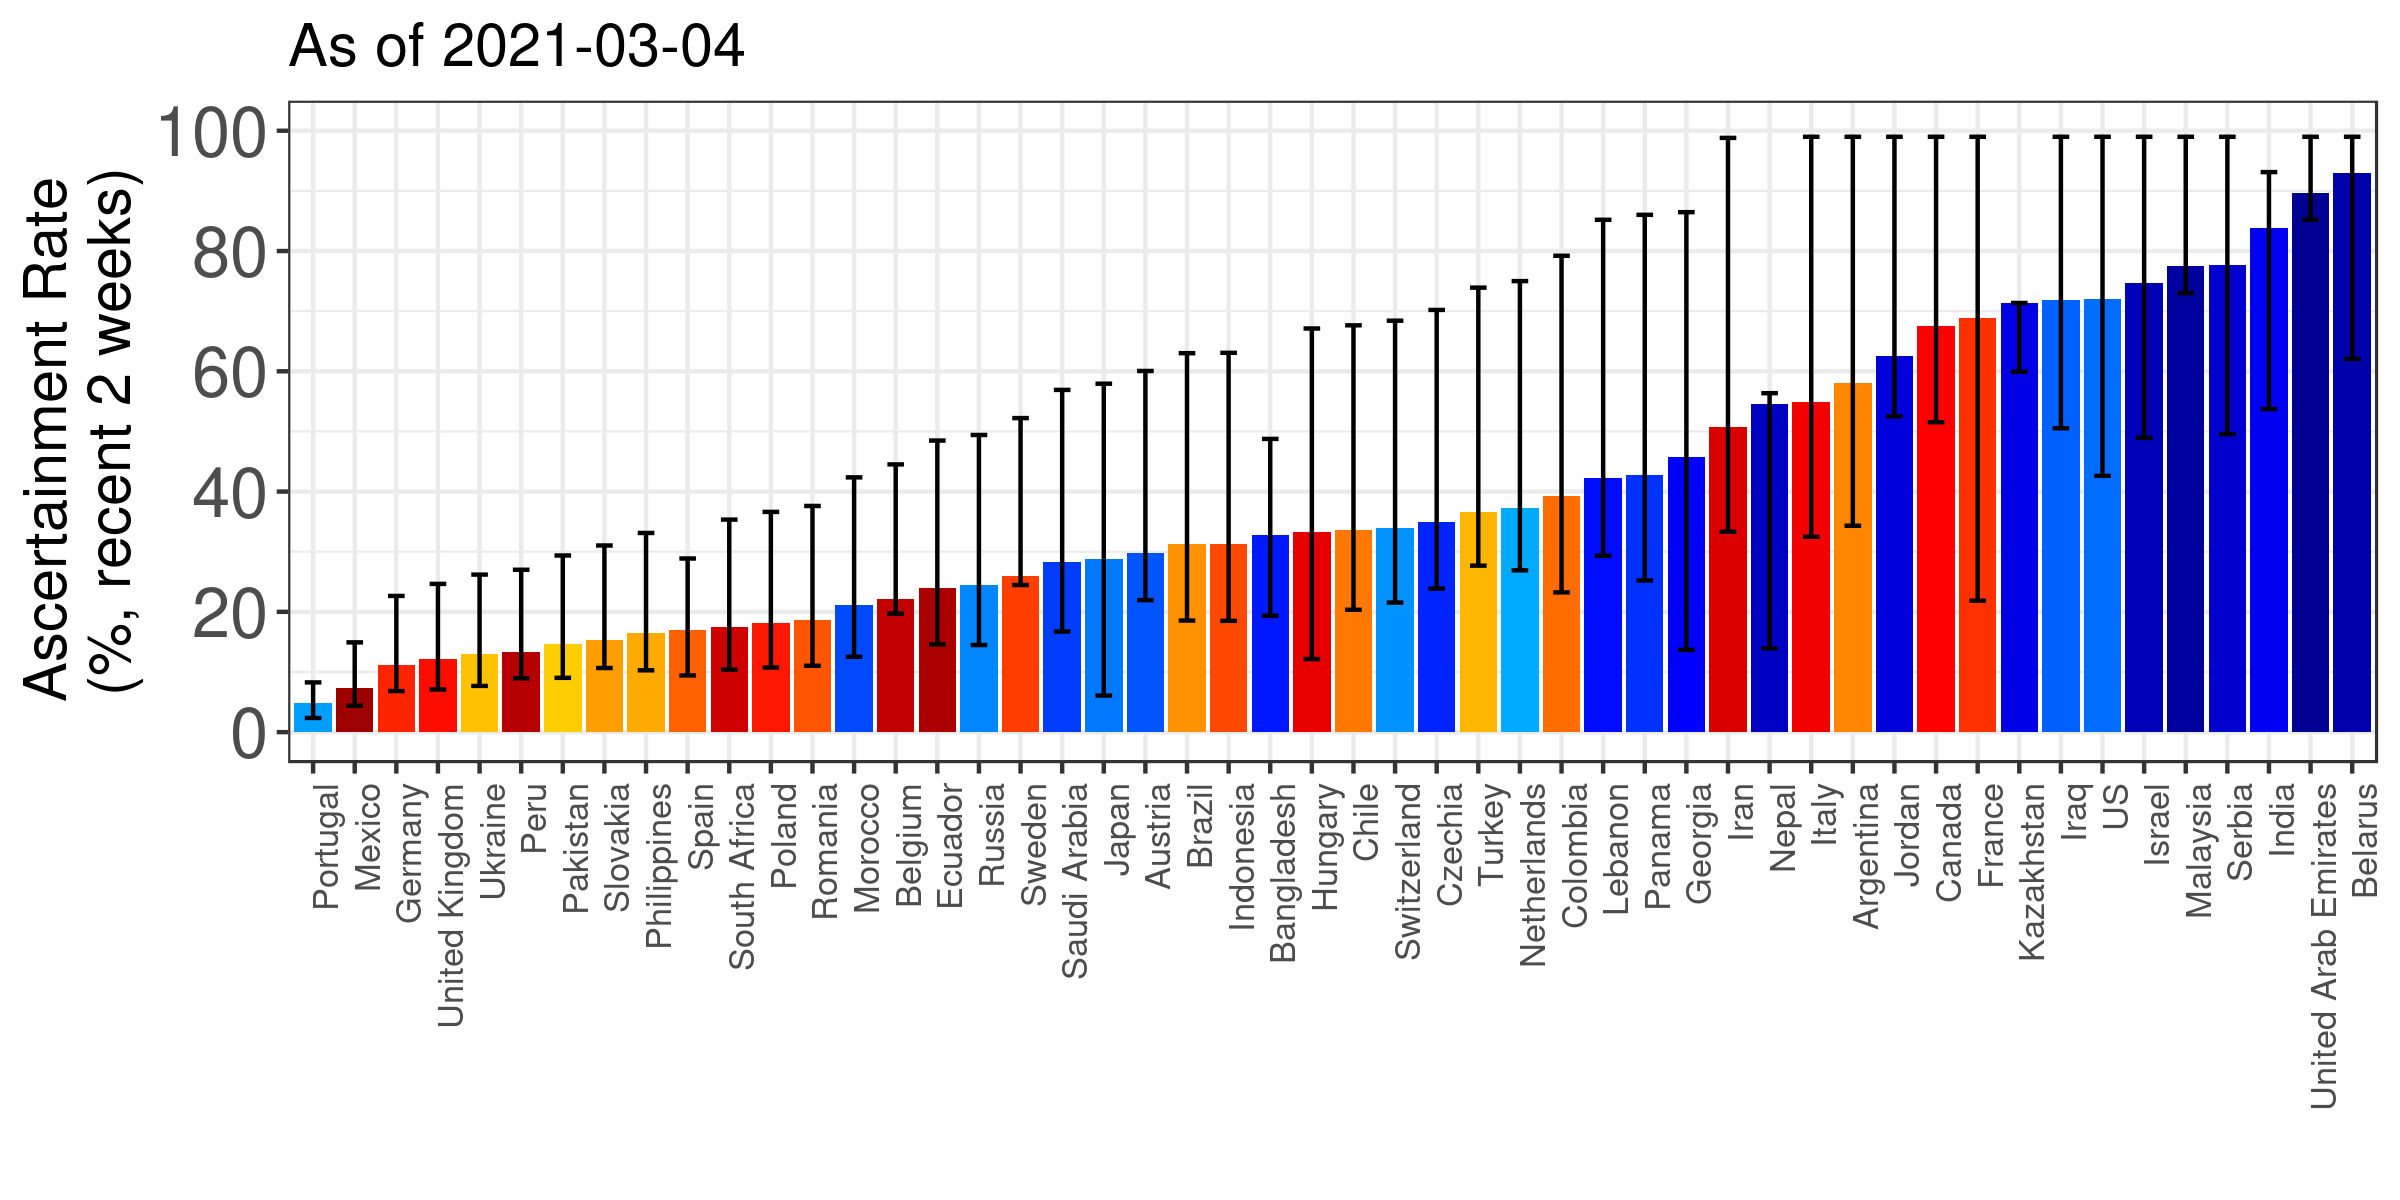 As of 2021-03-04
Ascertainment Rate
(%, recent 2 weeks)
100
80
60
40
20
0
Portugal
Mexico
Germany
United Kingdom
Ukraine
Peru
Pakistan
Slovakia
Philippines
Spain
South Africa
Poland
Romania
Morocco
Belgium
Ecuador
Russia
Sweden
Saudi Arabia
Japan
Austria
Brazil
Indonesia
Bangladesh
Hungary
Chile
Switzerland
Czechia
Turkey
Netherlands
Colombia
Lebanon
Panama
Georgia
Iran
Nepal
Italy
Argentina
Jordan
Canada
France
Kazakhstan
Iraq
US
Israel
Malaysia
Serbia
India
United Arab Emirates
Belarus